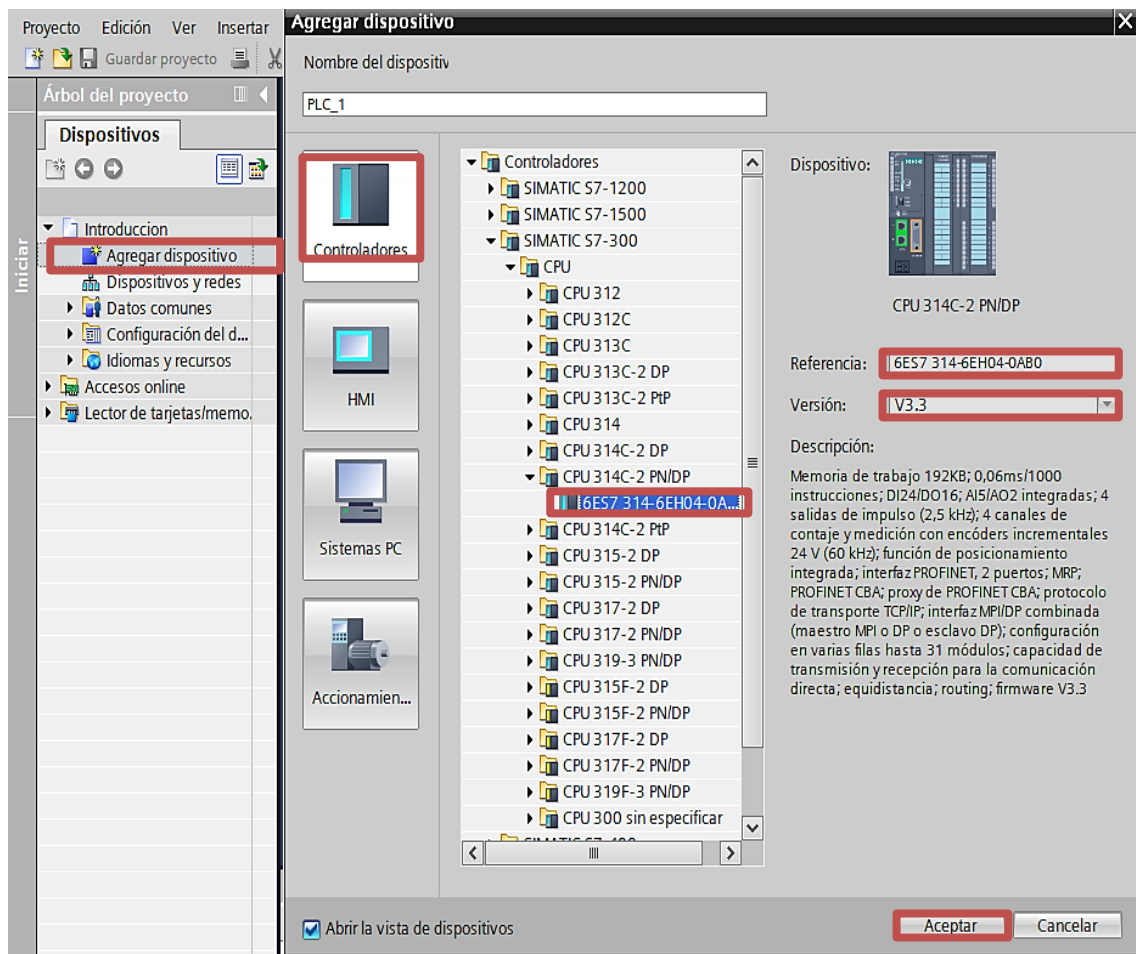 Proyecto Edición Ver Insertar
Guardar proyecto
Árbol del proyecto
Dispositivos
Iniciar
Introduccion
Agregar dispositivo
Dispositivos y redes
Datos comunes
Configuración del d...
Idiomas y recursos
Accesos online
Lector de tarjetas/memo.
Agregar dispositivo
Nombre del dispositiv
PLC_1
Controladores
HMI
Sistemas PC
Accionamien...
Controladores
SIMATIC S7-1200
SIMATIC S7-1500
SIMATIC S7-300
CPU
CPU 312
CPU 312C
CPU 313C
CPU 313C-2 DP
CPU 313C-2 PtP
CPU 314
CPU 314C-2 DP
CPU 314C-2 PN/DP
6ES7 314-6EH04-0A...
CPU 314C-2 PtP
CPU 315-2 DP
CPU 315-2 PN/DP
CPU 317-2 DP
CPU 317-2 PN/DP
CPU 319-3 PN/DP
CPU 315F-2 DP
CPU 315F-2 PN/DP
CPU 317F-2 DP
CPU 317F-2 PN/DP
CPU 319F-3 PN/DP
CPU 300 sin especificar
Dispositivo:
CPU 314C-2 PN/DP
Referencia: 6ES7 314-6EH04-0AB0
Versión: V3.3
Descripción:
Memoria de trabajo 192KB; 0,06ms/1000
instrucciones; DI24/DO16; AI5/AO2 integradas; 4
salidas de impulso (2,5 kHz); 4 canales de
contaje y medición con encóders incrementales
24 V (60 kHz); función de posicionamiento
integrada; interfaz PROFINET, 2 puertos; MRP;
PROFINET CBA; proxy de PROFINET CBA; protocolo
de transporte TCP/IP; interfaz MPI/DP combinada
(maestro MPI o DP o esclavo DP); configuración
en varias filas hasta 31 módulos; capacidad de
transmisión y recepción para la comunicación
directa; equidistancia; routing; firmware V3.3
Abrir la vista de dispositivos
Aceptar Cancelar